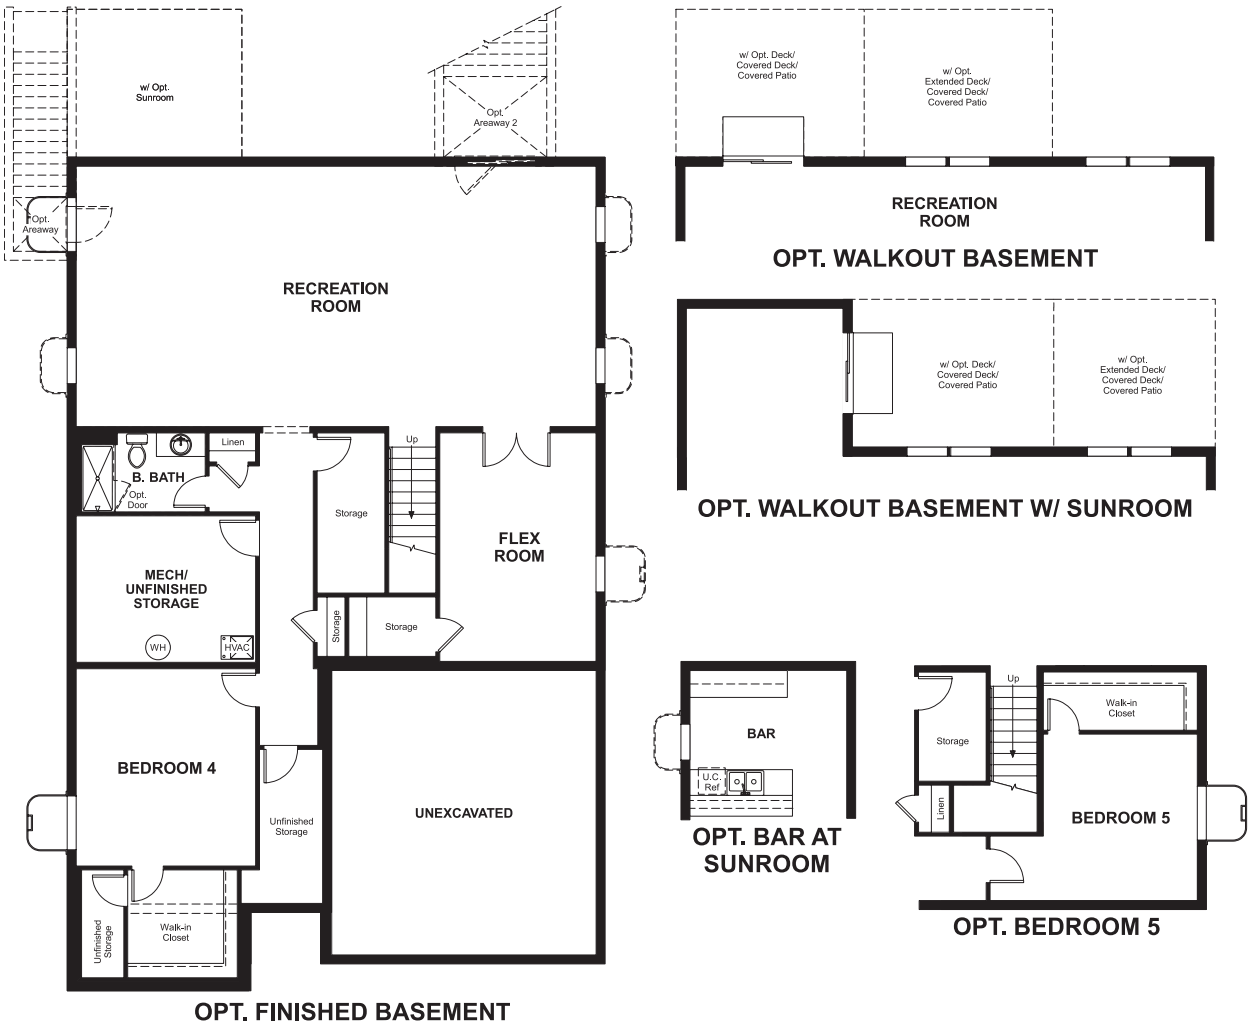 w/ Opt.
Sunroom
Opt.
Areaway 2
Opt.
Areaway
RECREATION
ROOM
Linen
Up
B. BATH
Opt.
Door
Storage
FLEX
ROOM
MECH/
UNFINISHED
STORAGE
WH
HVAC
Storage
Storage
BEDROOM 4
Unfinished
Storage
UNEXCAVATED
Unfinished
Storage
Walk-in
Closet
OPT. FINISHED BASEMENT
w/ Opt. Deck/
Covered Deck/
Covered Patio
w/ Opt.
Extended Deck/
Covered Deck/
Covered Patio
RECREATION
ROOM
OPT. WALKOUT BASEMENT
w/ Opt. Deck/
Covered Deck/
Covered Patio
w/ Opt.
Extended Deck/
Covered Deck/
Covered Patio
OPT. WALKOUT BASEMENT W/ SUNROOM
BAR
U.C.
Ref
OPT. BAR AT
SUNROOM
Up
Walk-in
Closet
Storage
Linen
BEDROOM 5
OPT. BEDROOM 5